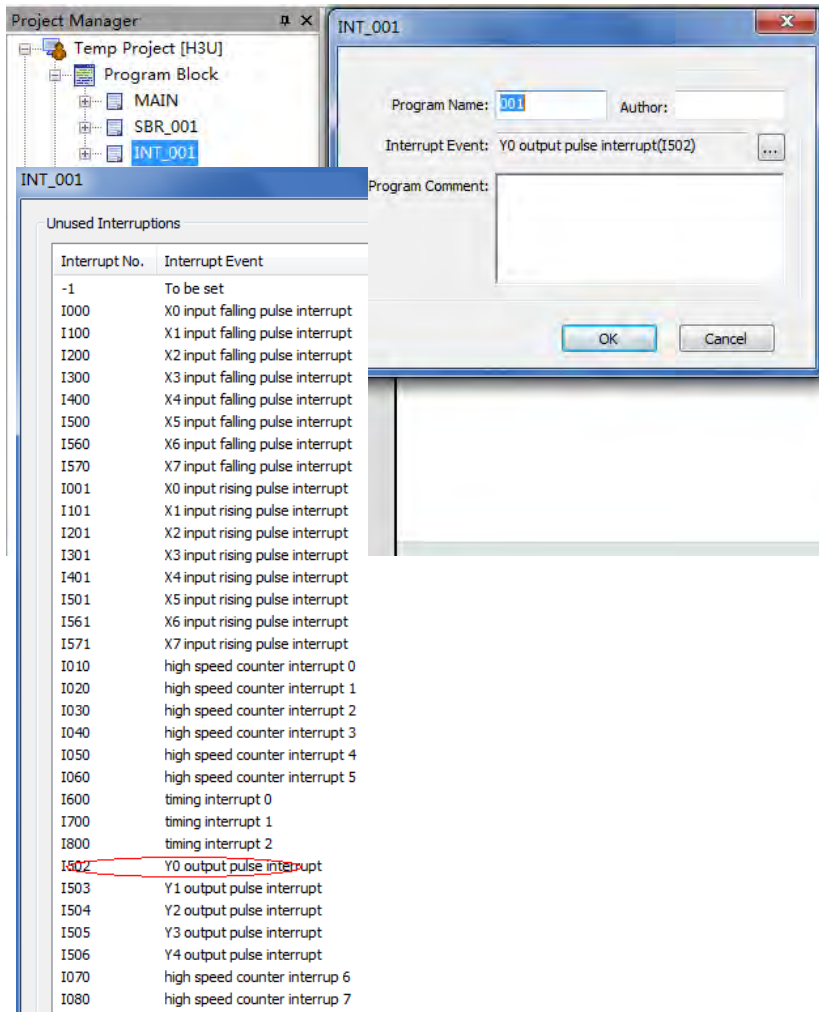 Project Manager
Temp Project [H3U]
Program Block
MAIN
SBR_001
INT_001
INT_001
Program Name: 001 Author:
Interrupt Event: Y0 output pulse interrupt(I502) ...
Program Comment:
OK Cancel
INT_001
Unused Interruptions
Interrupt No. Interrupt Event
-1 To be set
I000 X0 input falling pulse interrupt
I100 X1 input falling pulse interrupt
I200 X2 input falling pulse interrupt
I300 X3 input falling pulse interrupt
I400 X4 input falling pulse interrupt
I500 X5 input falling pulse interrupt
I560 X6 input falling pulse interrupt
I570 X7 input falling pulse interrupt
I001 X0 input rising pulse interrupt
I101 X1 input rising pulse interrupt
I201 X2 input rising pulse interrupt
I301 X3 input rising pulse interrupt
I401 X4 input rising pulse interrupt
I501 X5 input rising pulse interrupt
I561 X6 input rising pulse interrupt
I571 X7 input rising pulse interrupt
I010 high speed counter interrupt 0
I020 high speed counter interrupt 1
I030 high speed counter interrupt 2
I040 high speed counter interrupt 3
I050 high speed counter interrupt 4
I060 high speed counter interrupt 5
I600 timing interrupt 0
I700 timing interrupt 1
I800 timing interrupt 2
I502 Y0 output pulse interrupt
I503 Y1 output pulse interrupt
I504 Y2 output pulse interrupt
I505 Y3 output pulse interrupt
I506 Y4 output pulse interrupt
I070 high speed counter interrup 6
I080 high speed counter interrup 7